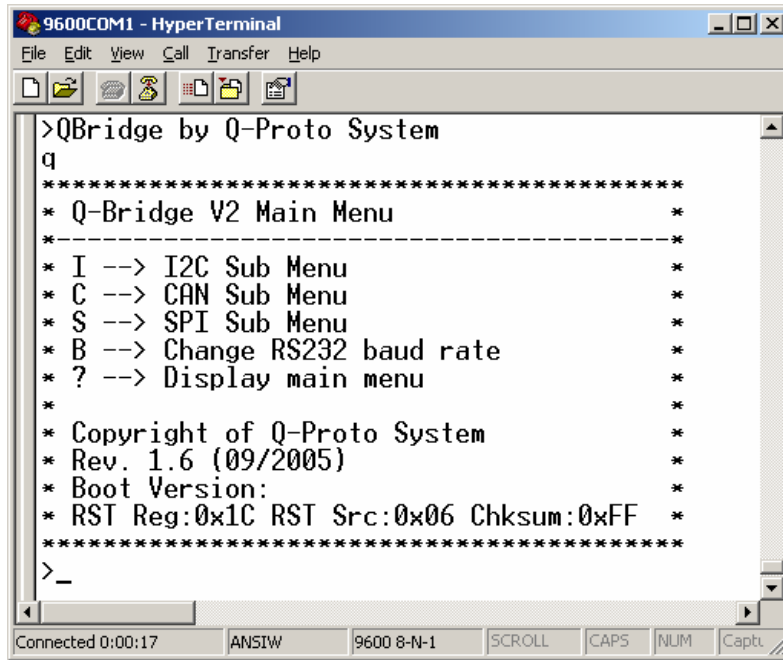 9600COM1 - HyperTerminal
File Edit View Call Transfer Help
>QBridge by Q-Proto System
q
******************************************
* Q-Bridge V2 Main Menu *
*----------------------------------------*
* I --> I2C Sub Menu *
* C --> CAN Sub Menu *
* S --> SPI Sub Menu *
* B --> Change RS232 baud rate *
* ? --> Display main menu *
* *
* Copyright of Q-Proto System *
* Rev. 1.6 (09/2005) *
* Boot Version: *
* RST Reg:0x1C RST Src:0x06 Chksum:0xFF *
******************************************
>_
Connected 0:00:17 ANSIW 9600 8-N-1 SCROLL CAPS NUM